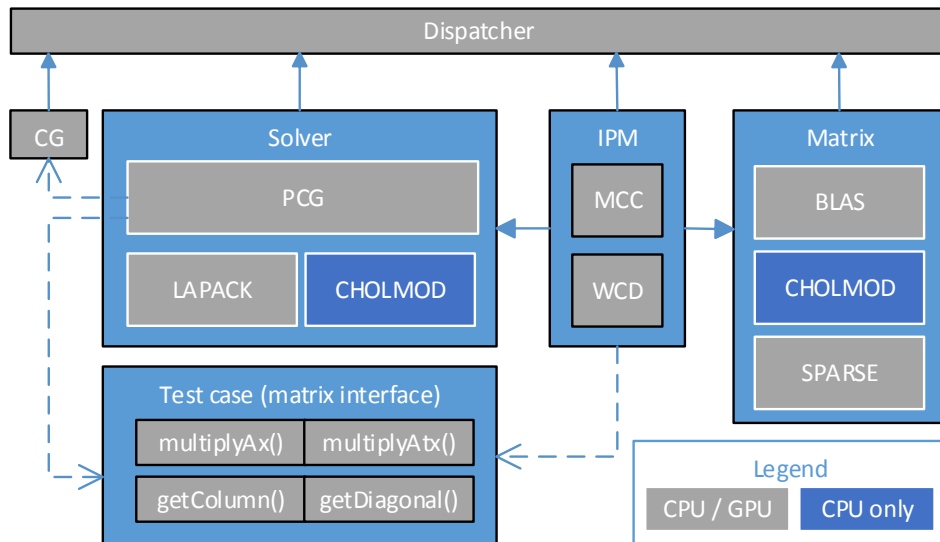 Dispatcher
CG
Solver
PCG
LAPACK
CHOLMOD
IPM
MCC
WCD
Matrix
BLAS
CHOLMOD
SPARSE
Test case (matrix interface)
multiplyAx()
multiplyAtx()
getColumn()
getDiagonal()
Legend
CPU / GPU
CPU only